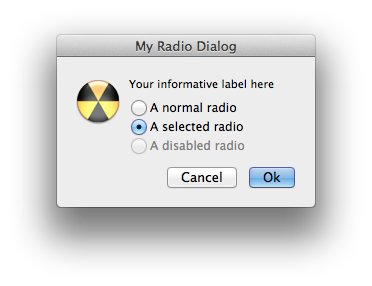 My Radio Dialog
Your informative label here
A normal radio
A selected radio
A disabled radio
Cancel
Ok